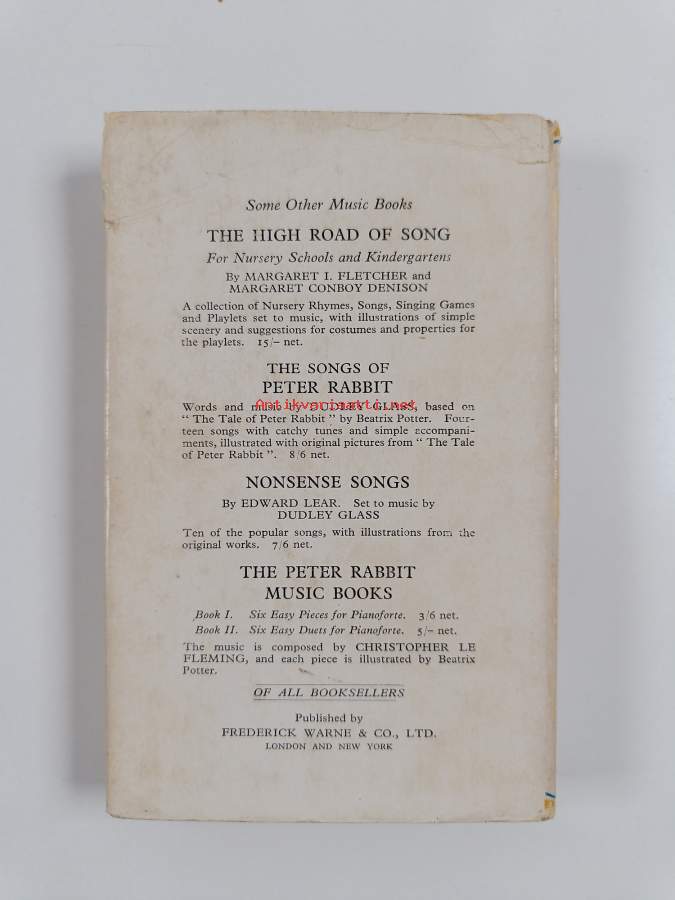 Some Other Music Books
THE HIGH ROAD OF SONG
For Nursery Schools and Kindergartens
By MARGARET I. FLETCHER and
MARGARET CONBOY DENISON
A collection of Nursery Rhymes, Songs, Singing Games
and Playlets set to music, with illustrations of simple
scenery and suggestions for costumes and properties for
the playlets. 15/– net.
THE SONGS OF
PETER RABBIT
Antikvariaatti.net
Words and music by DUDLEY GLASS, based on
“ The Tale of Peter Rabbit ” by Beatrix Potter. Four-
teen songs with catchy tunes and simple accompani-
ments, illustrated with original pictures from “ The Tale
of Peter Rabbit ”. 8/6 net.
NONSENSE SONGS
By EDWARD LEAR. Set to music by
DUDLEY GLASS
Ten of the popular songs, with illustrations from the
original works. 7/6 net.
THE PETER RABBIT
MUSIC BOOKS
Book I. Six Easy Pieces for Pianoforte. 3/6 net.
Book II. Six Easy Duets for Pianoforte. 5/– net.
The music is composed by CHRISTOPHER LE
FLEMING, and each piece is illustrated by Beatrix
Potter.
OF ALL BOOKSELLERS
Published by
FREDERICK WARNE & CO., LTD.
LONDON AND NEW YORK